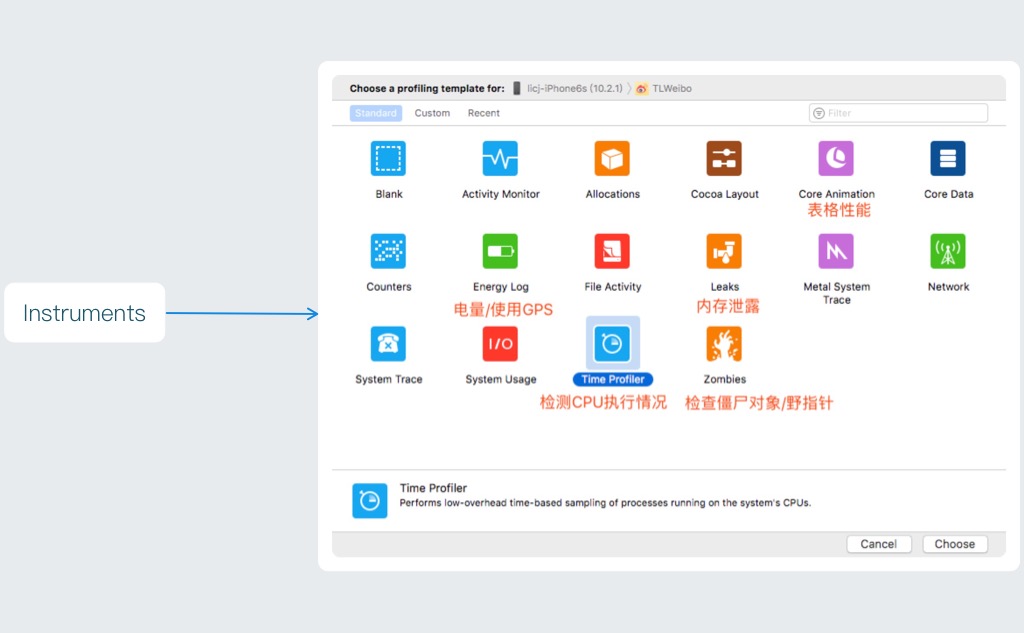 Instruments
Choose a profiling template for: licj-iPhone6s (10.2.1) 〉 TLWeibo
Standard Custom Recent Filter
Blank Activity Monitor Allocations Cocoa Layout Core Animation Core Data
表格性能
Counters Energy Log File Activity Leaks Metal System Trace Network
电量/使用GPS 内存泄露
I/O
System Trace System Usage Time Profiler Zombies
检测CPU执行情况 检查僵尸对象/野指针
Time Profiler
Performs low-overhead time-based sampling of processes running on the system's CPUs.
Cancel Choose